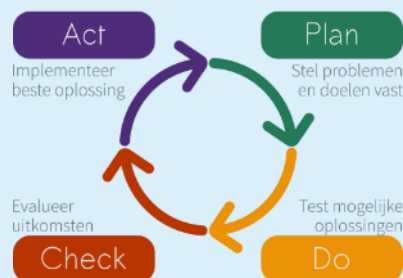 Act
Implementeer
beste oplossing
Plan
Stel problemen
en doelen vast
Evalueer
uitkomsten
Check
Test mogelijke
oplossingen
Do